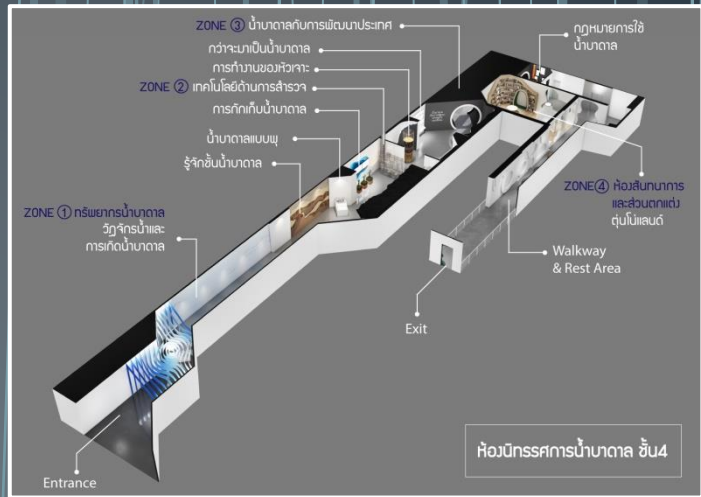 ZONE ③ น้ำบาดาลกับการพัฒนาประเทศ
กว่าจะมาเป็นน้ำบาดาล
การทำงานของหัวเจาะ
ZONE ② เทคโนโลยีด้านการสำรวจ
การกักเก็บน้ำบาดาล
น้ำบาดาลแบบพุ
รู้จักชั้นน้ำบาดาล
ZONE ① ทรัพยากรน้ำบาดาล
วัฏจักรน้ำและ
การเกิดน้ำบาดาล
กฎหมายการใช้
น้ำบาดาล
ZONE④ ห้องสันทนาการ
และส่วนตกแต่ง
ตุ่นโน่แลนด์
Walkway
& Rest Area
Exit
Entrance
ห้องนิทรรศการน้ำบาดาล ชั้น4